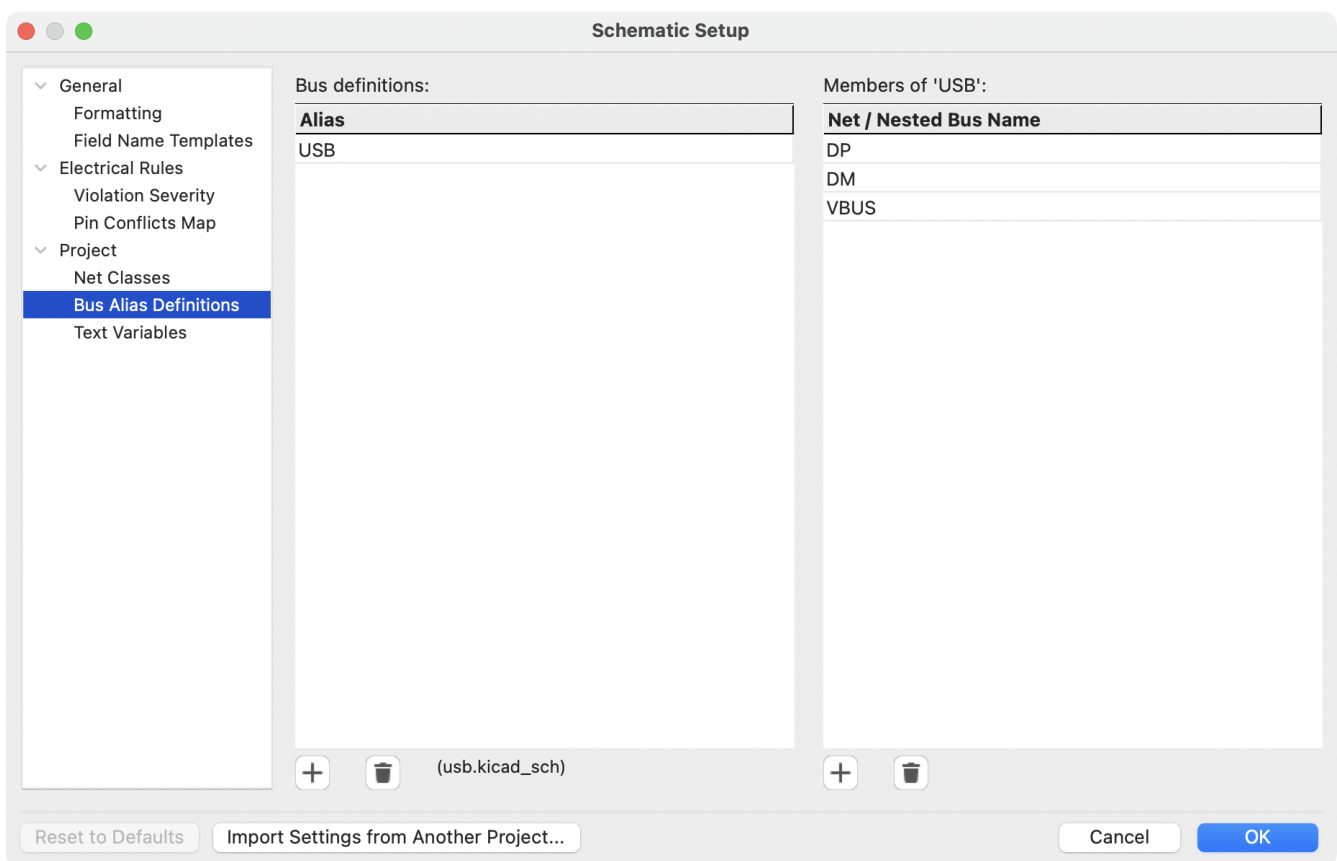 Schematic Setup
General
Formatting
Field Name Templates
Electrical Rules
Violation Severity
Pin Conflicts Map
Project
Net Classes
Bus Alias Definitions
Text Variables
Bus definitions:
Alias
USB
(usb.kicad_sch)
Members of 'USB':
Net / Nested Bus Name
DP
DM
VBUS
Reset to Defaults
Import Settings from Another Project...
Cancel
OK